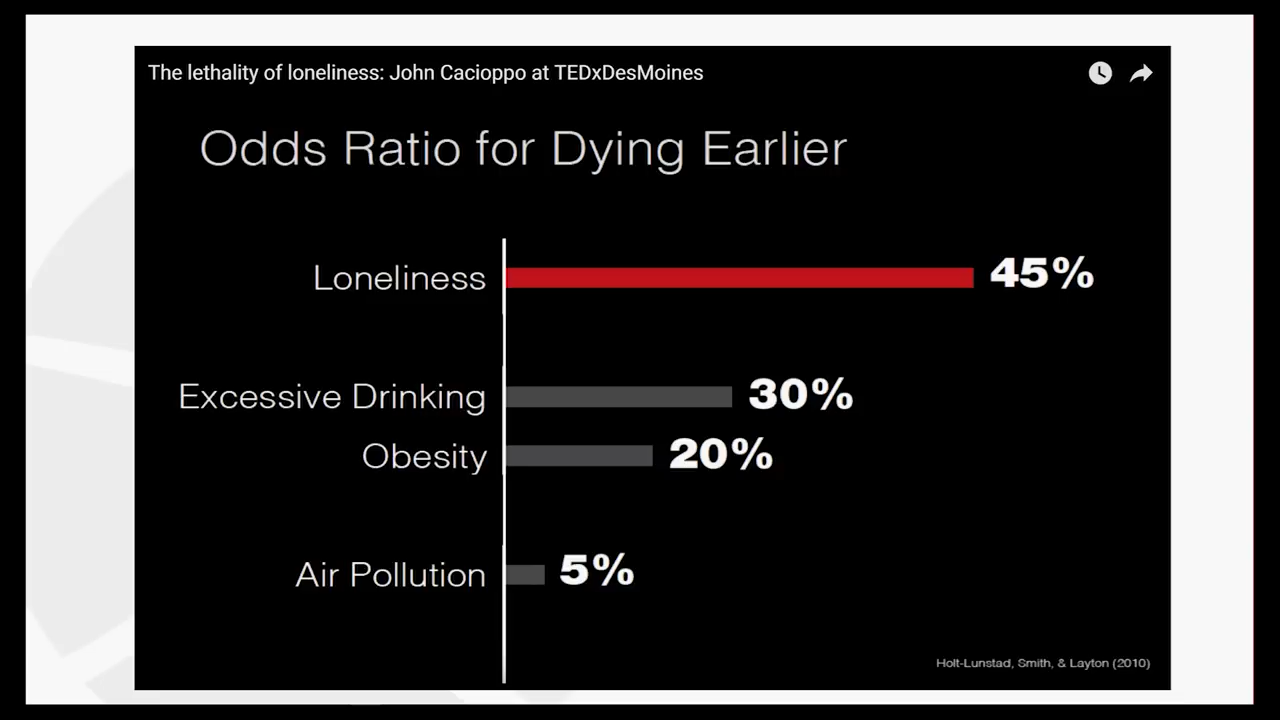 The lethality of loneliness: John Cacioppo at TEDxDesMoines
Odds Ratio for Dying Earlier
Loneliness 45%
Excessive Drinking 30%
Obesity 20%
Air Pollution 5%
Holt-Lunstad, Smith, & Layton (2010)